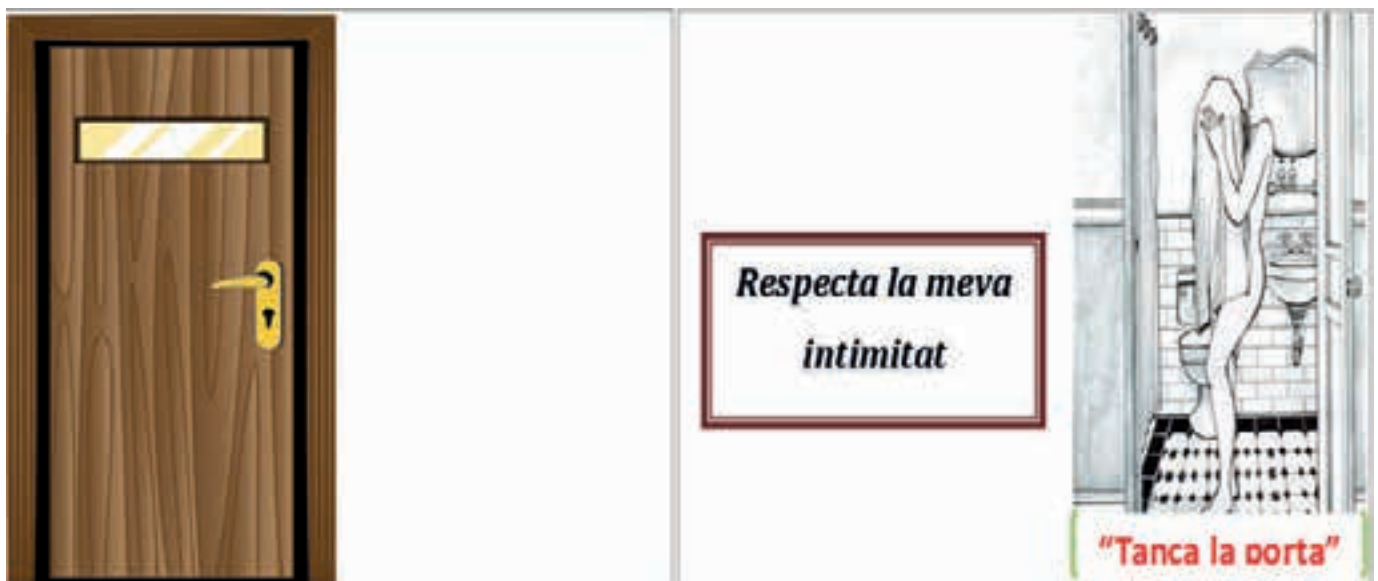 Respecta la meva
intimitat
“Tanca la porta”